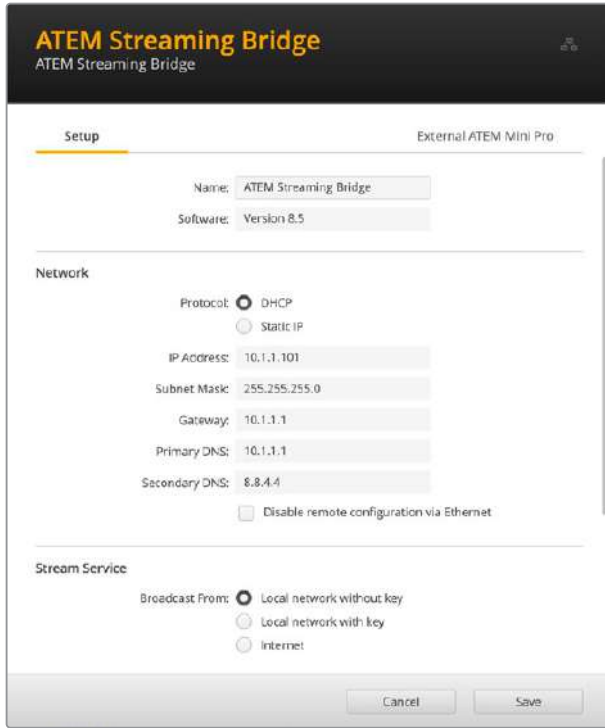 ATEM Streaming Bridge
ATEM Streaming Bridge
Setup External ATEM Mini Pro
Name: ATEM Streaming Bridge
Software: Version 8.5
Network
Protocol: DHCP
Static IP
IP Address: 10.1.1.101
Subnet Mask: 255.255.255.0
Gateway: 10.1.1.1
Primary DNS: 10.1.1.1
Secondary DNS: 8.8.4.4
Disable remote configuration via Ethernet
Stream Service
Broadcast From: Local network without key
Local network with key
Internet
Cancel Save